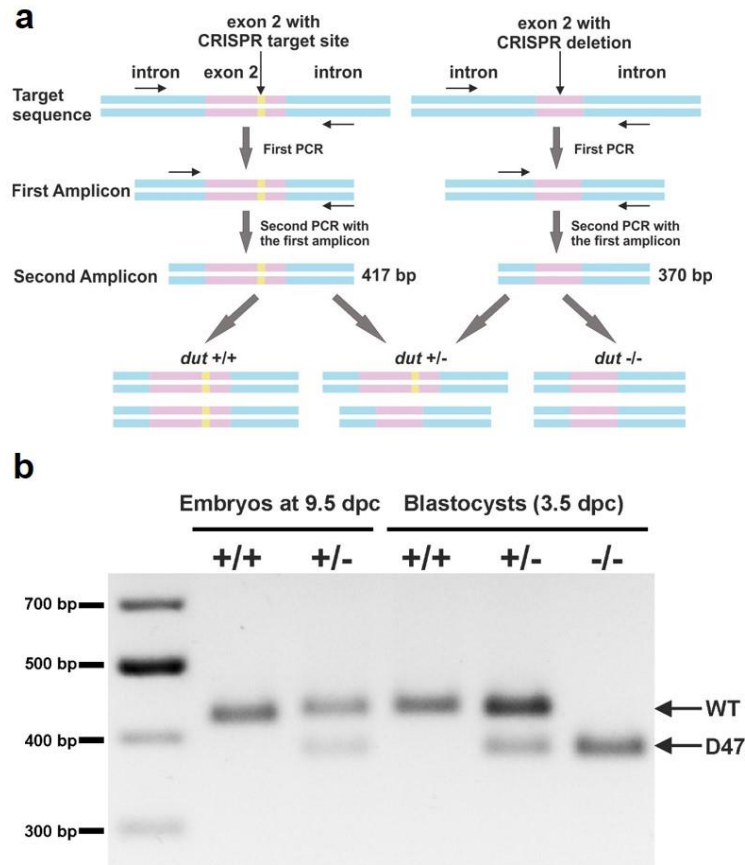 a
exon 2 with
CRISPR target site
exon 2 with
CRISPR deletion
intron exon 2 intron
intron intron
Target
sequence
First PCR
First PCR
First Amplicon
Second PCR with
the first amplicon
Second PCR with
the first amplicon
Second Amplicon
417 bp
370 bp
dut +/+
dut +/-
dut -/-
b
Embryos at 9.5 dpc
Blastocysts (3.5 dpc)
+/+ +/- +/+ +/- -/-
700 bp
500 bp
WT
400 bp
D47
300 bp